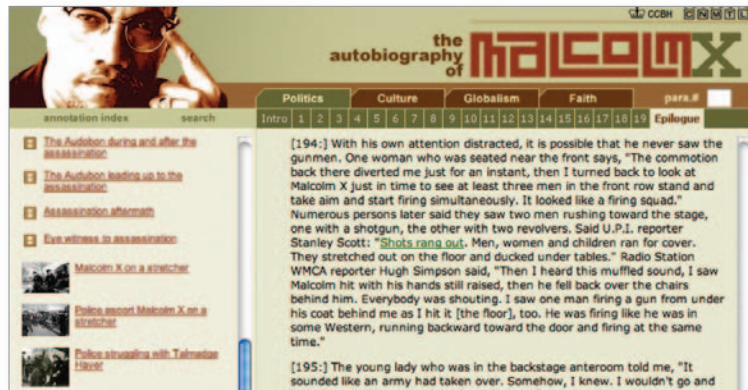 CCBH C N M T L
the
autobiography
of MALCOLM X
Politics Culture Globalism Faith para.#
annotation index search
Intro 1 2 3 4 5 6 7 8 9 10 11 12 13 14 15 16 17 18 19 Epilogue
The Audobon during and after the
assassination
The Audubon leading up to the
assassination
Assassination aftermath
Eye witness to assassination
Malcolm X on a stretcher
Police escort Malcolm X on a
stretcher
Police struggling with Talmadge
Hayer
[194:] With his own attention distracted, it is possible that he never saw the
gunmen. One woman who was seated near the front says, "The commotion
back there diverted me just for an instant, then I turned back to look at
Malcolm X just in time to see at least three men in the front row stand and
take aim and start firing simultaneously. It looked like a firing squad."
Numerous persons later said they saw two men rushing toward the stage,
one with a shotgun, the other with two revolvers. Said U.P.I. reporter
Stanley Scott: "Shots rang out. Men, women and children ran for cover.
They stretched out on the floor and ducked under tables." Radio Station
WMCA reporter Hugh Simpson said, "Then I heard this muffled sound, I saw
Malcolm hit with his hands still raised, then he fell back over the chairs
behind him. Everybody was shouting. I saw one man firing a gun from under
his coat behind me as I hit it [the floor], too. He was firing like he was in
some Western, running backward toward the door and firing at the same
time."
[195:] The young lady who was in the backstage anteroom told me, "It
sounded like an army had taken over. Somehow, I knew. I wouldn't go and